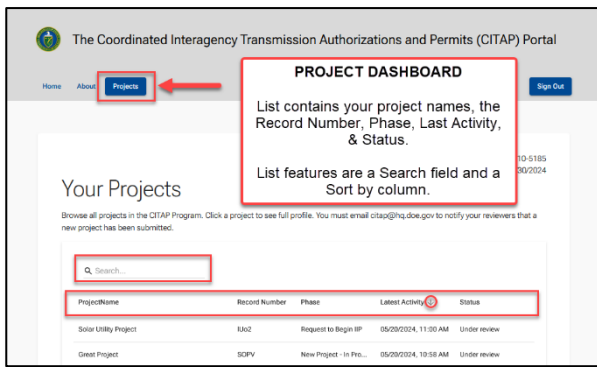 The Coordinated Interagency Transmission Authorizations and Permits (CITAP) Portal
Home About Projects Sign Out
PROJECT DASHBOARD
List contains your project names, the
Record Number, Phase, Last Activity,
& Status.
List features are a Search field and a
Sort by column.
10-5185
30/2024
Your Projects
Browse all projects in the CITAP Program. Click a project to see full profile. You must email citap@hq.doe.gov to notify your reviewers that a
new project has been submitted.
Search...
ProjectName Record Number Phase Latest Activity Status
Solar Utility Project IUo2 Request to Begin IIP 05/20/2024, 11:00 AM Under review
Great Project SOPV New Project - In Pro... 05/20/2024, 10:58 AM Under review